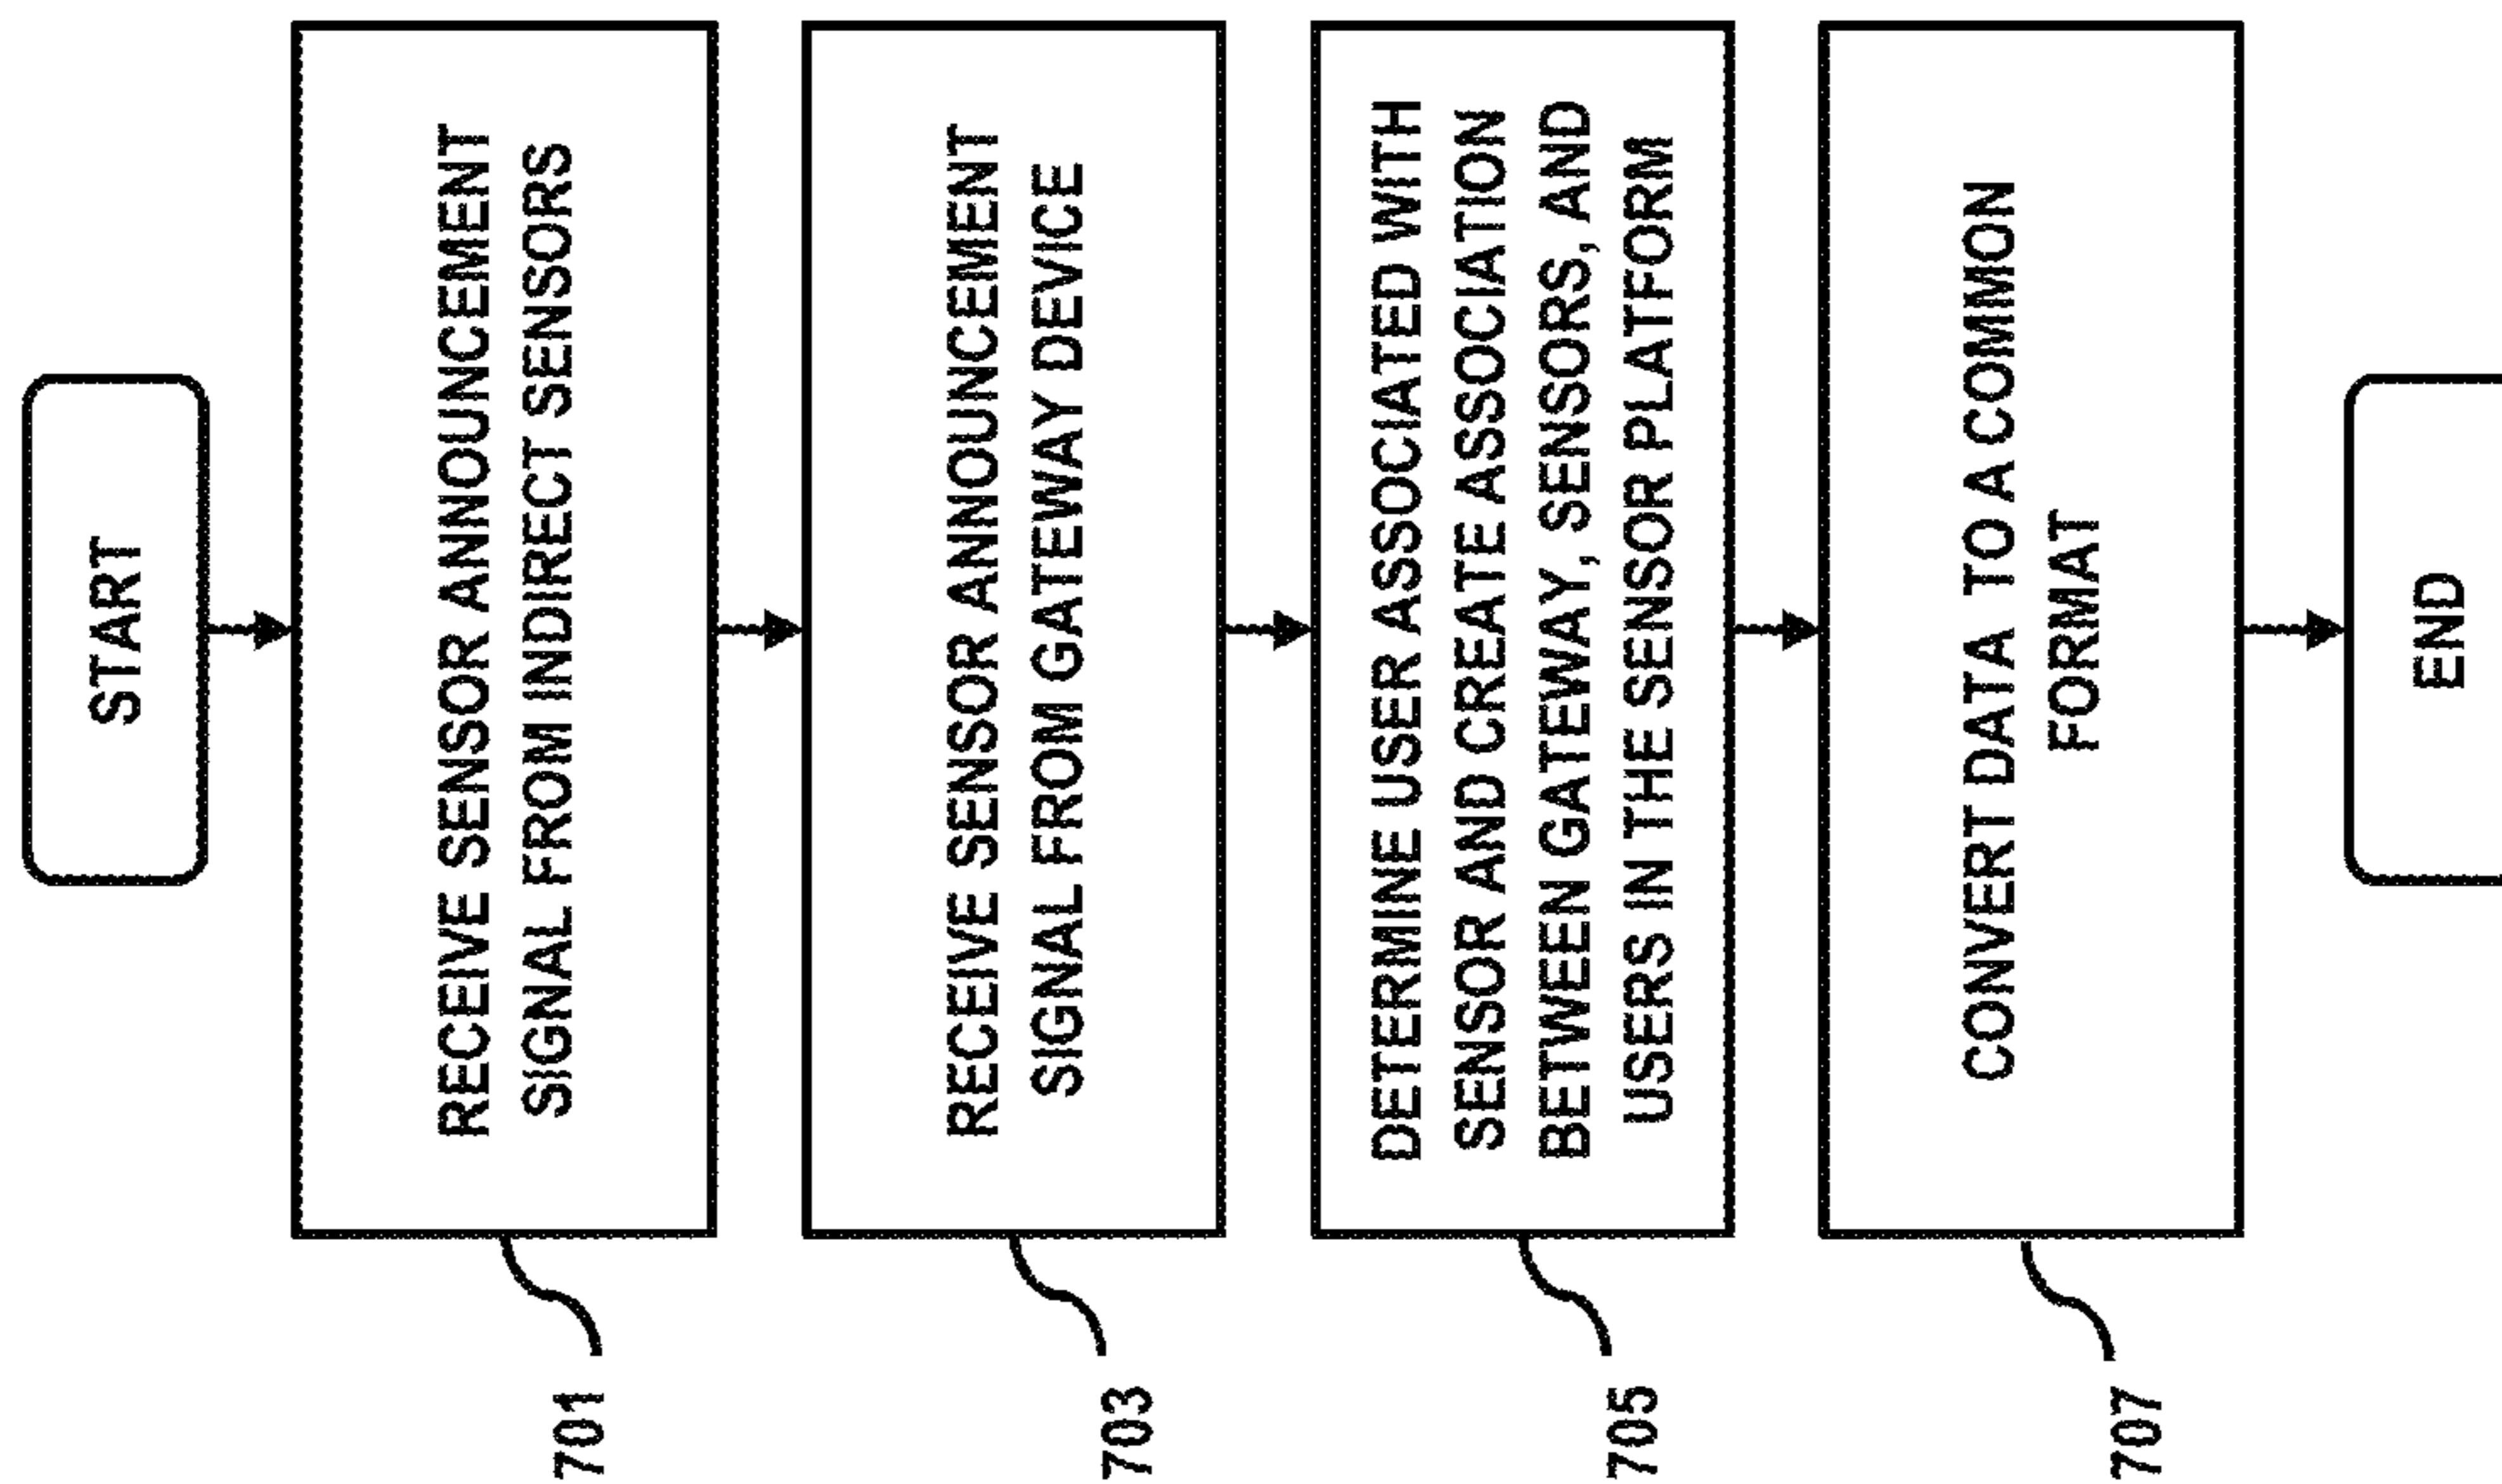 START
RECEIVE SENSOR ANNOUNCEMENT
SIGNAL FROM INDIRECT SENSORS
701
RECEIVE SENSOR ANNOUNCEMENT
SIGNAL FROM GATEWAY DEVICE
703
DETERMINE USER ASSOCIATED WITH
SENSOR AND CREATE ASSOCIATION
BETWEEN GATEWAY, SENSORS, AND
USERS IN THE SENSOR PLATFORM
705
CONVERT DATA TO A COMMON
FORMAT
707
END